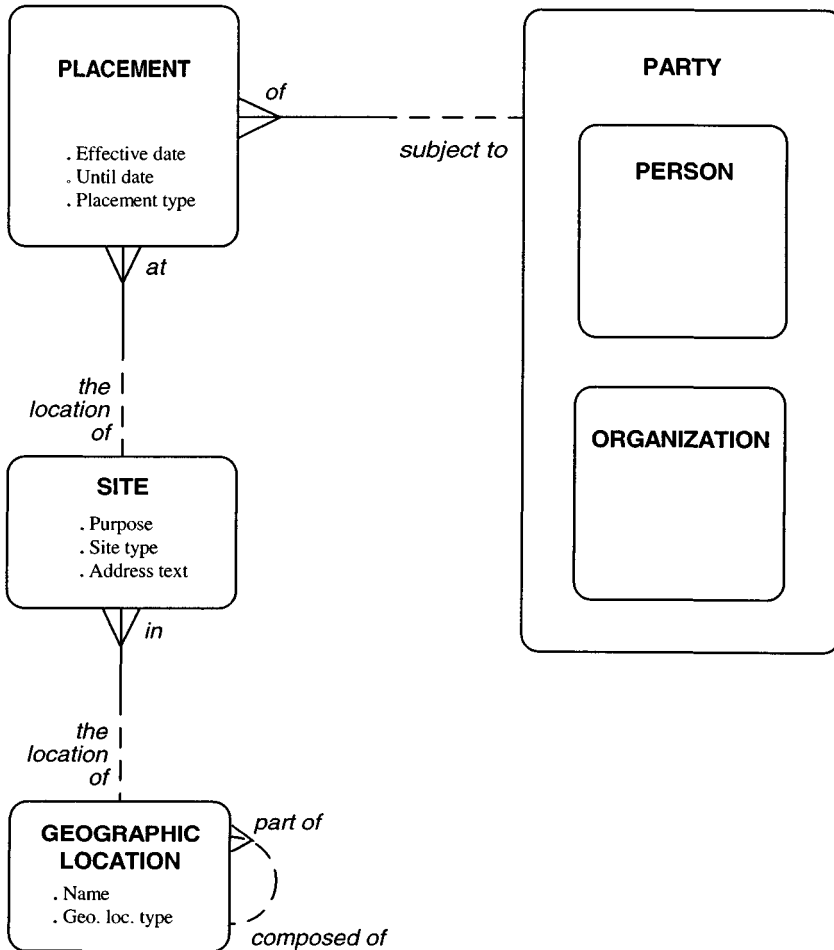 PLACEMENT
. Effective date
. Until date
. Placement type
of
subject to
PARTY
PERSON
ORGANIZATION
at
the
location
of
SITE
. Purpose
. Site type
. Address text
in
the
location
of
GEOGRAPHIC
LOCATION
. Name
. Geo. loc. type
part of
composed of